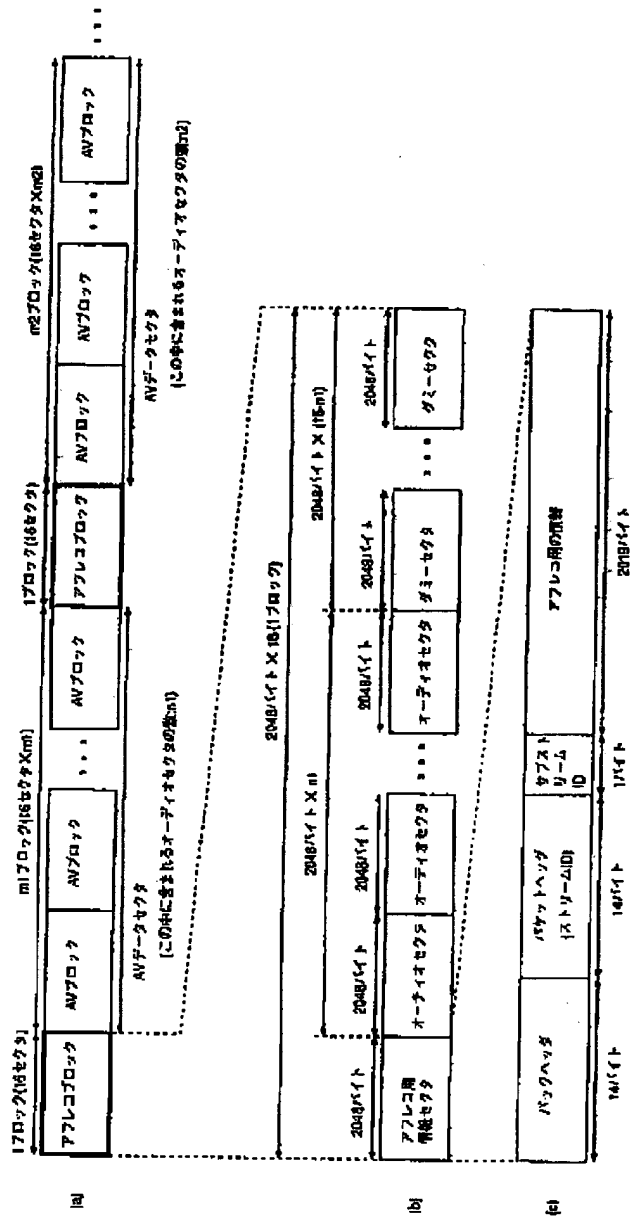 (a)
1ブロック(16セクタ)
m1ブロック(16セクタ×m1)
1ブロック(16セクタ)
m2ブロック(16セクタ×m2)
アフレコブロック
AVブロック
AVブロック
AVブロック
アフレコブロック
AVブロック
AVブロック
AVブロック
AVデータセクタ
(この中に含まれるオーディオセクタの数:n1)
AVデータセクタ
(この中に含まれるオーディオセクタの数:n2)
(b)
2048バイト×16(1ブロック)
2048バイト×n1
2048バイト×(15-n1)
2048バイト
2048バイト
2048バイト
2048バイト
2048バイト
2048バイト
アフレコ用
情報セクタ
オーディオセクタ
オーディオセクタ
オーディオセクタ
ダミーセクタ
ダミーセクタ
(c)
パックヘッダ
パケットヘッダ
(ストリームID)
サブスト
リーム
ID
アフレコ用の情報
14バイト
14バイト
1バイト
2019バイト